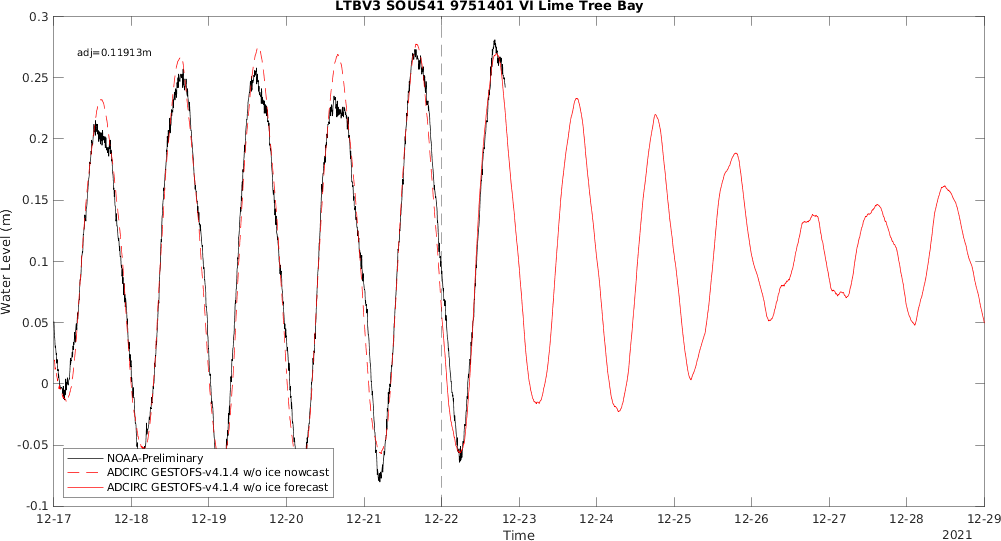 LTBV3 SOUS41 9751401 VI Lime Tree Bay
adj=0.11913m
0.3
0.25
0.2
0.15
0.1
0.05
0
-0.05
-0.1
Water Level (m)
NOAA-Preliminary
ADCIRC GESTOFS-v4.1.4 w/o ice nowcast
ADCIRC GESTOFS-v4.1.4 w/o ice forecast
12-17 12-18 12-19 12-20 12-21 12-22 12-23 12-24 12-25 12-26 12-27 12-28 12-29
Time
2021